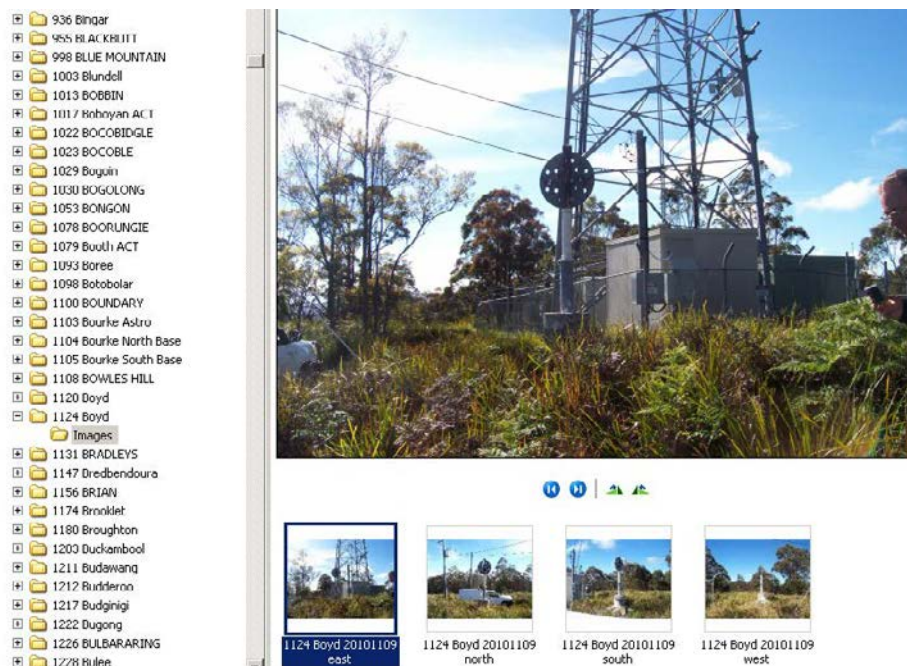 936 Bingar
955 BLACKBUTT
998 BLUE MOUNTAIN
1003 Blundell
1013 BOBBIN
1017 Boboyan ACT
1022 BOCOBIDGLE
1023 BOCOBLE
1029 Boguin
1030 BOGOLONG
1053 BONGON
1078 BOORUNGIE
1079 Booth ACT
1093 Boree
1098 Botobolar
1100 BOUNDARY
1103 Bourke Astro
1104 Bourke North Base
1105 Bourke South Base
1108 BOWLES HILL
1120 Boyd
1124 Boyd
Images
1131 BRADLEYS
1147 Bredbendoura
1156 BRIAN
1174 Brooklet
1180 Broughton
1203 Buckambool
1211 Budawang
1212 Budderoo
1217 Budginigi
1222 Bugong
1226 BULBARARING
1228 Bulee
1124 Boyd 20101109
east
1124 Boyd 20101109
north
1124 Boyd 20101109
south
1124 Boyd 20101109
west